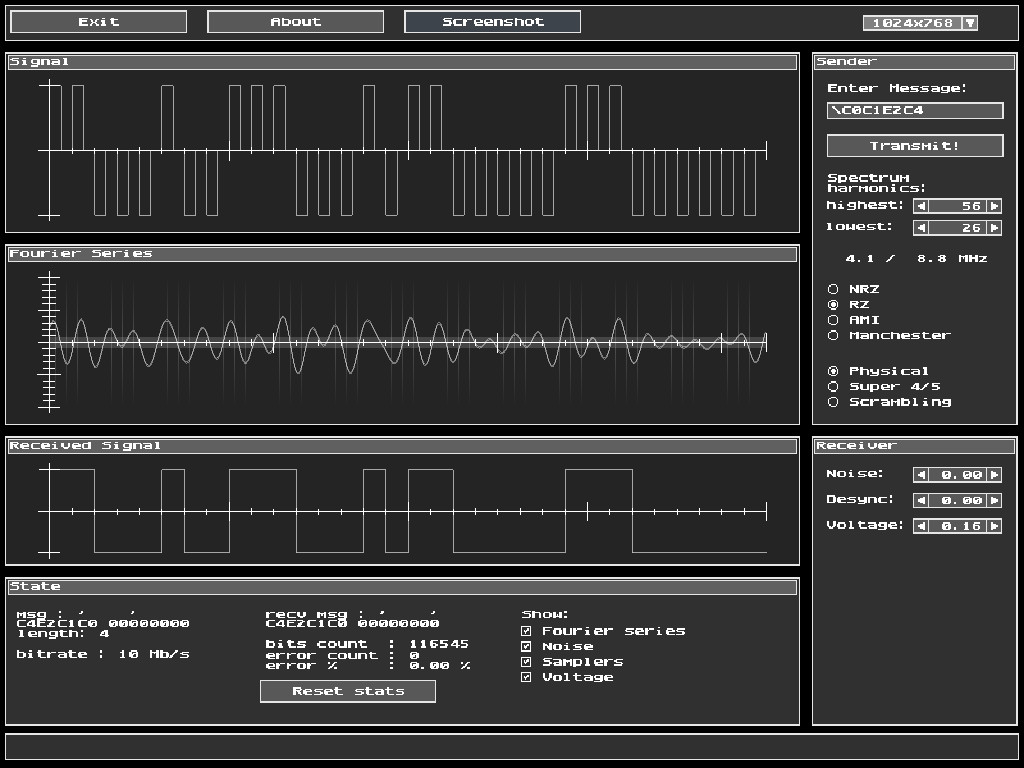 Exit About Screenshot 1024x768
Signal
Sender
Enter Message:
\C0C1E2C4
Transmit!
Spectrum
harmonics:
highest: 56
lowest: 26
4.1 / 8.8 MHz
NRZ
RZ
AMI
Manchester
Physical
Super 4/5
Scrambling
Fourier Series
Received Signal
Receiver
Noise: 0.00
Desync: 0.00
Voltage: 0.16
State
msg :
C4E2C1C0 00000000
length: 4
bitrate : 10 Mb/s
recv msg :
C4E2C1C0 00000000
bits count : 116545
error count : 0
error % : 0.00 %
Reset stats
Show:
Fourier series
Noise
Samplers
Voltage